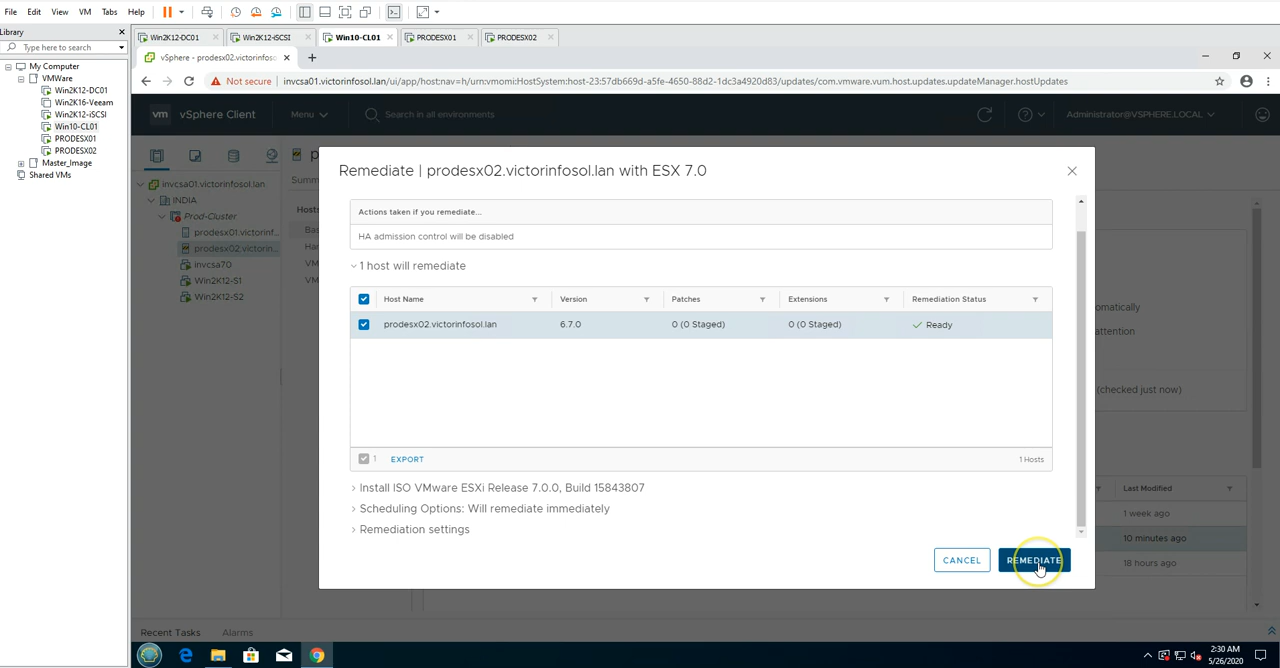 File Edit View VM Tabs Help
Library
Type here to search
My Computer
VMWare
Win2K12-DC01
Win2K16-Veeam
Win2K12-iSCSI
Win10-CL01
PRODESX01
PRODESX02
Master_Image
Shared VMs
Win2K12-DC01 Win2K12-iSCSI Win10-CL01 PRODESX01 PRODESX02
vSphere - prodesx02.victorinfosol
Not secure invcsa01.victorinfosol.lan/ui/app/host;nav=h/urn:vmomi:HostSystem:host-23:57db669d-a5fe-4650-88d2-1dc3a4920d83/updates/com.vmware.vum.host.updates.updateManager.hostUpdates
vm vSphere Client Menu Search in all environments Administrator@VSPHERE.LOCAL
invcsa01.victorinfosol.lan
INDIA
Prod-Cluster
prodesx01.victorinf...
prodesx02.victorin...
invcsa70
Win2K12-S1
Win2K12-S2
Remediate | prodesx02.victorinfosol.lan with ESX 7.0
Actions taken if you remediate...
HA admission control will be disabled
1 host will remediate
Host Name Version Patches Extensions Remediation Status
prodesx02.victorinfosol.lan 6.7.0 0 (0 Staged) 0 (0 Staged) Ready
1 EXPORT 1 Hosts
Install ISO VMware ESXi Release 7.0.0, Build 15843807
Scheduling Options: Will remediate immediately
Remediation settings
CANCEL REMEDIATE
(checked just now)
Last Modified
1 week ago
10 minutes ago
18 hours ago
Recent Tasks Alarms
2:30 AM
5/26/2020